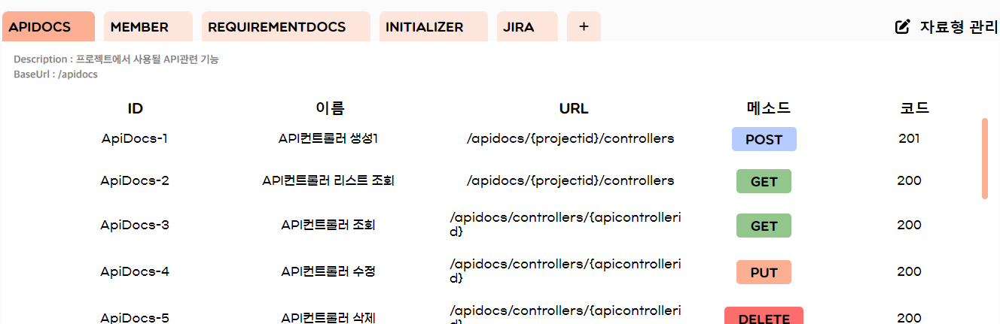 APIDOCS MEMBER REQUIREMENTDOCS INITIALIZER JIRA + 자료형 관리
Description : 프로젝트에서 사용될 API관련 기능
BaseUrl : /apidocs
ID 이름 URL 메소드 코드
ApiDocs-1 API컨트롤러 생성1 /apidocs/{projectid}/controllers POST 201
ApiDocs-2 API컨트롤러 리스트 조회 /apidocs/{projectid}/controllers GET 200
ApiDocs-3 API컨트롤러 조회 /apidocs/controllers/{apicontrolleri GET 200
d}
ApiDocs-4 API컨트롤러 수정 /apidocs/controllers/{apicontrolleri PUT 200
d}
ApiDocs-5 API컨트롤러 삭제 /apidocs/controllers/{apicontrolleri DELETE 200
d}